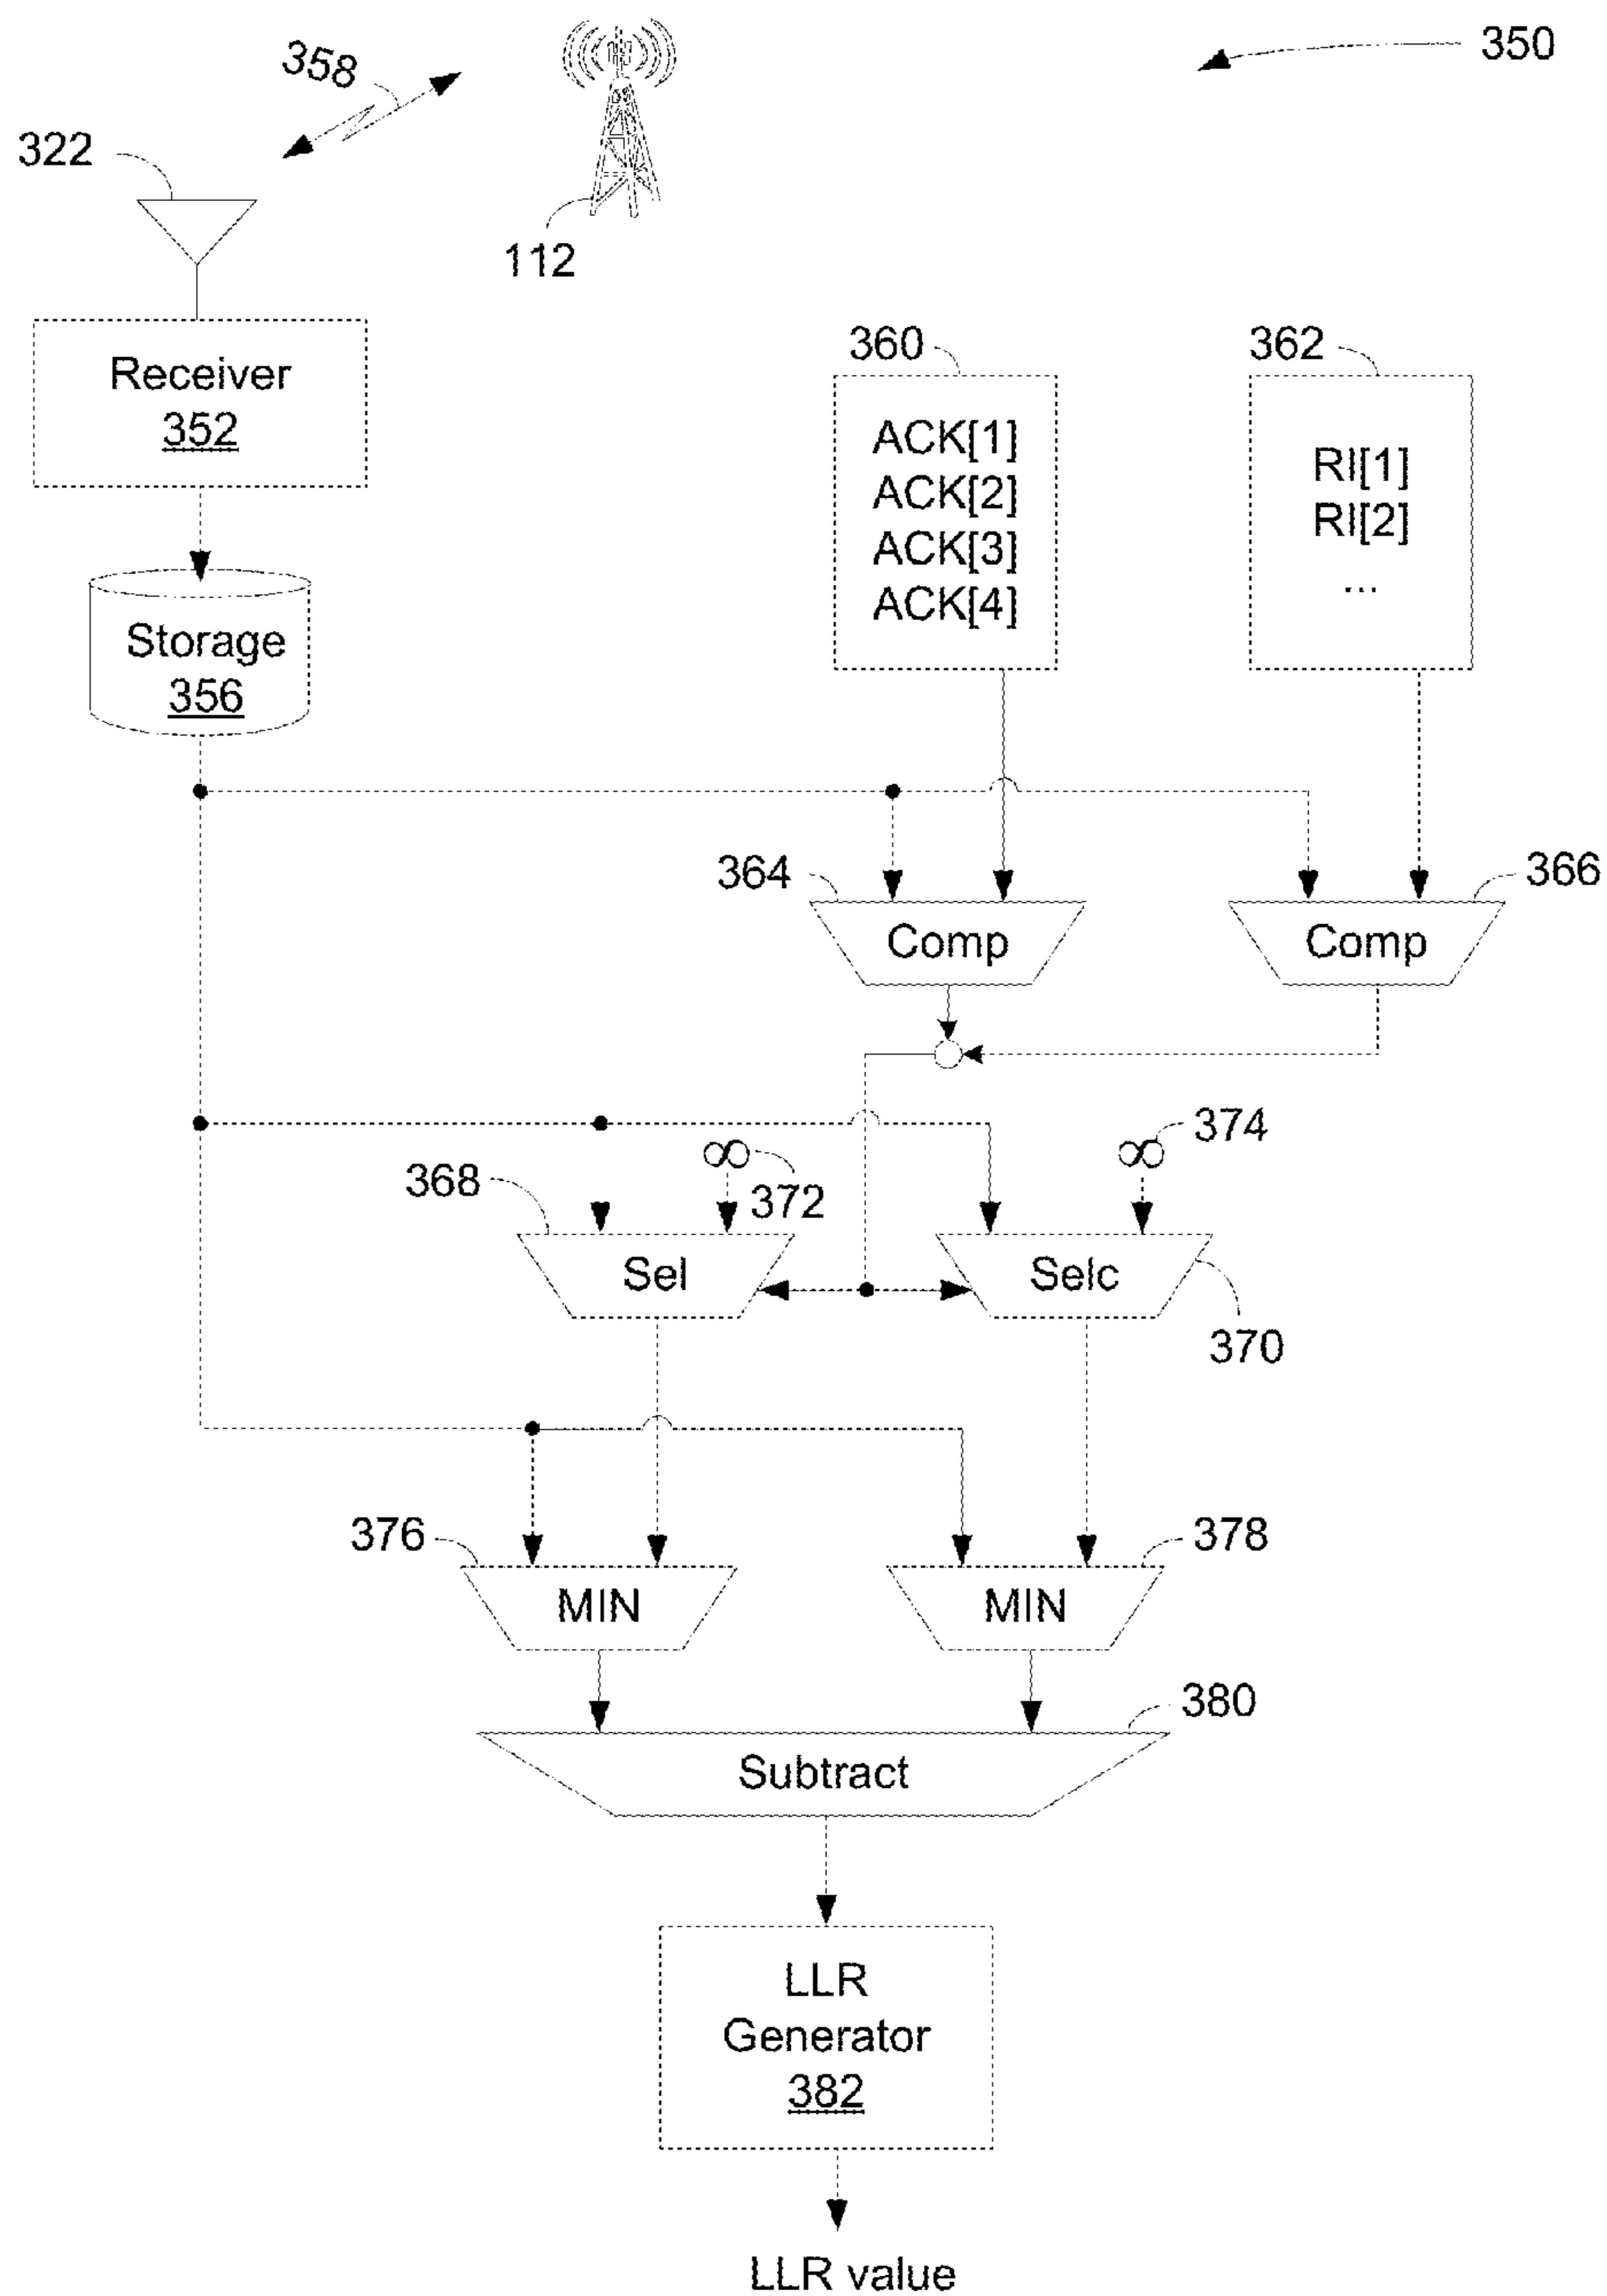 350
358
322
112
Receiver
352
360
362
ACK[1]
ACK[2]
ACK[3]
ACK[4]
RI[1]
RI[2]
...
Storage
356
364
366
Comp
Comp
∞
374
∞
372
368
Sel
Selc
370
376
378
MIN
MIN
380
Subtract
LLR
Generator
382
LLR value